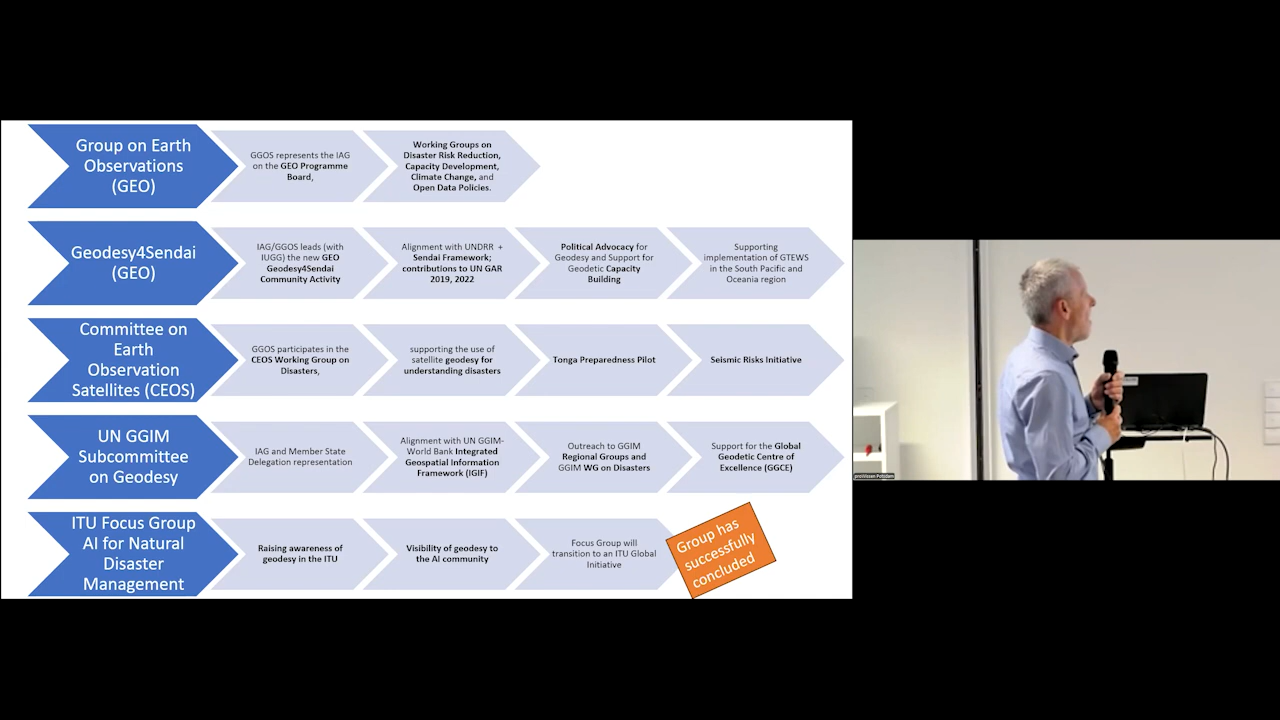 Group on Earth
Observations
(GEO)
GGOS represents the IAG
on the GEO Programme
Board,
Working Groups on
Disaster Risk Reduction,
Capacity Development,
Climate Change, and
Open Data Policies.
Geodesy4Sendai
(GEO)
IAG/GGOS leads (with
IUGG) the new GEO
Geodesy4Sendai
Community Activity
Alignment with UNDRR +
Sendai Framework;
contributions to UN GAR
2019, 2022
Political Advocacy for
Geodesy and Support for
Geodetic Capacity
Building
Supporting
implementation of GTEWS
in the South Pacific and
Oceania region
Committee on
Earth
Observation
Satellites (CEOS)
GGOS participates in the
CEOS Working Group on
Disasters,
supporting the use of
satellite geodesy for
understanding disasters
Tonga Preparedness Pilot
Seismic Risks Initiative
UN GGIM
Subcommittee
on Geodesy
IAG and Member State
Delegation representation
Alignment with UN GGIM-
World Bank Integrated
Geospatial Information
Framework (IGIF)
Outreach to GGIM
Regional Groups and
GGIM WG on Disasters
Support for the Global
Geodetic Centre of
Excellence (GGCE)
ITU Focus Group
AI for Natural
Disaster
Management
Raising awareness of
geodesy in the ITU
Visibility of geodesy to
the AI community
Focus Group will
transition to an ITU Global
Initiative
Group has
successfully
concluded
proWissen Potsdam